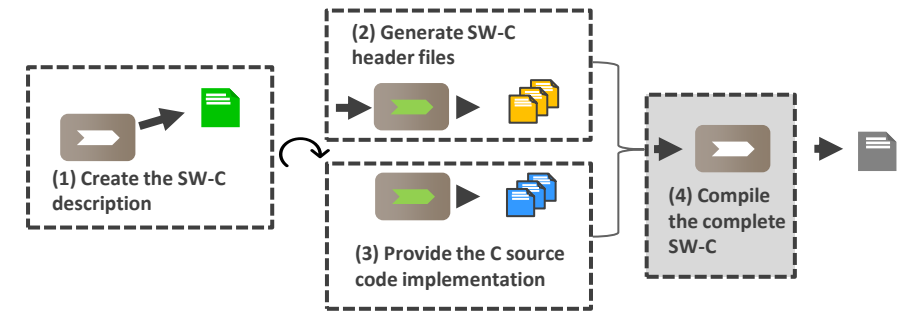 (1) Create the SW-C
description
(2) Generate SW-C
header files
(3) Provide the C source
code implementation
(4) Compile
the complete
SW-C